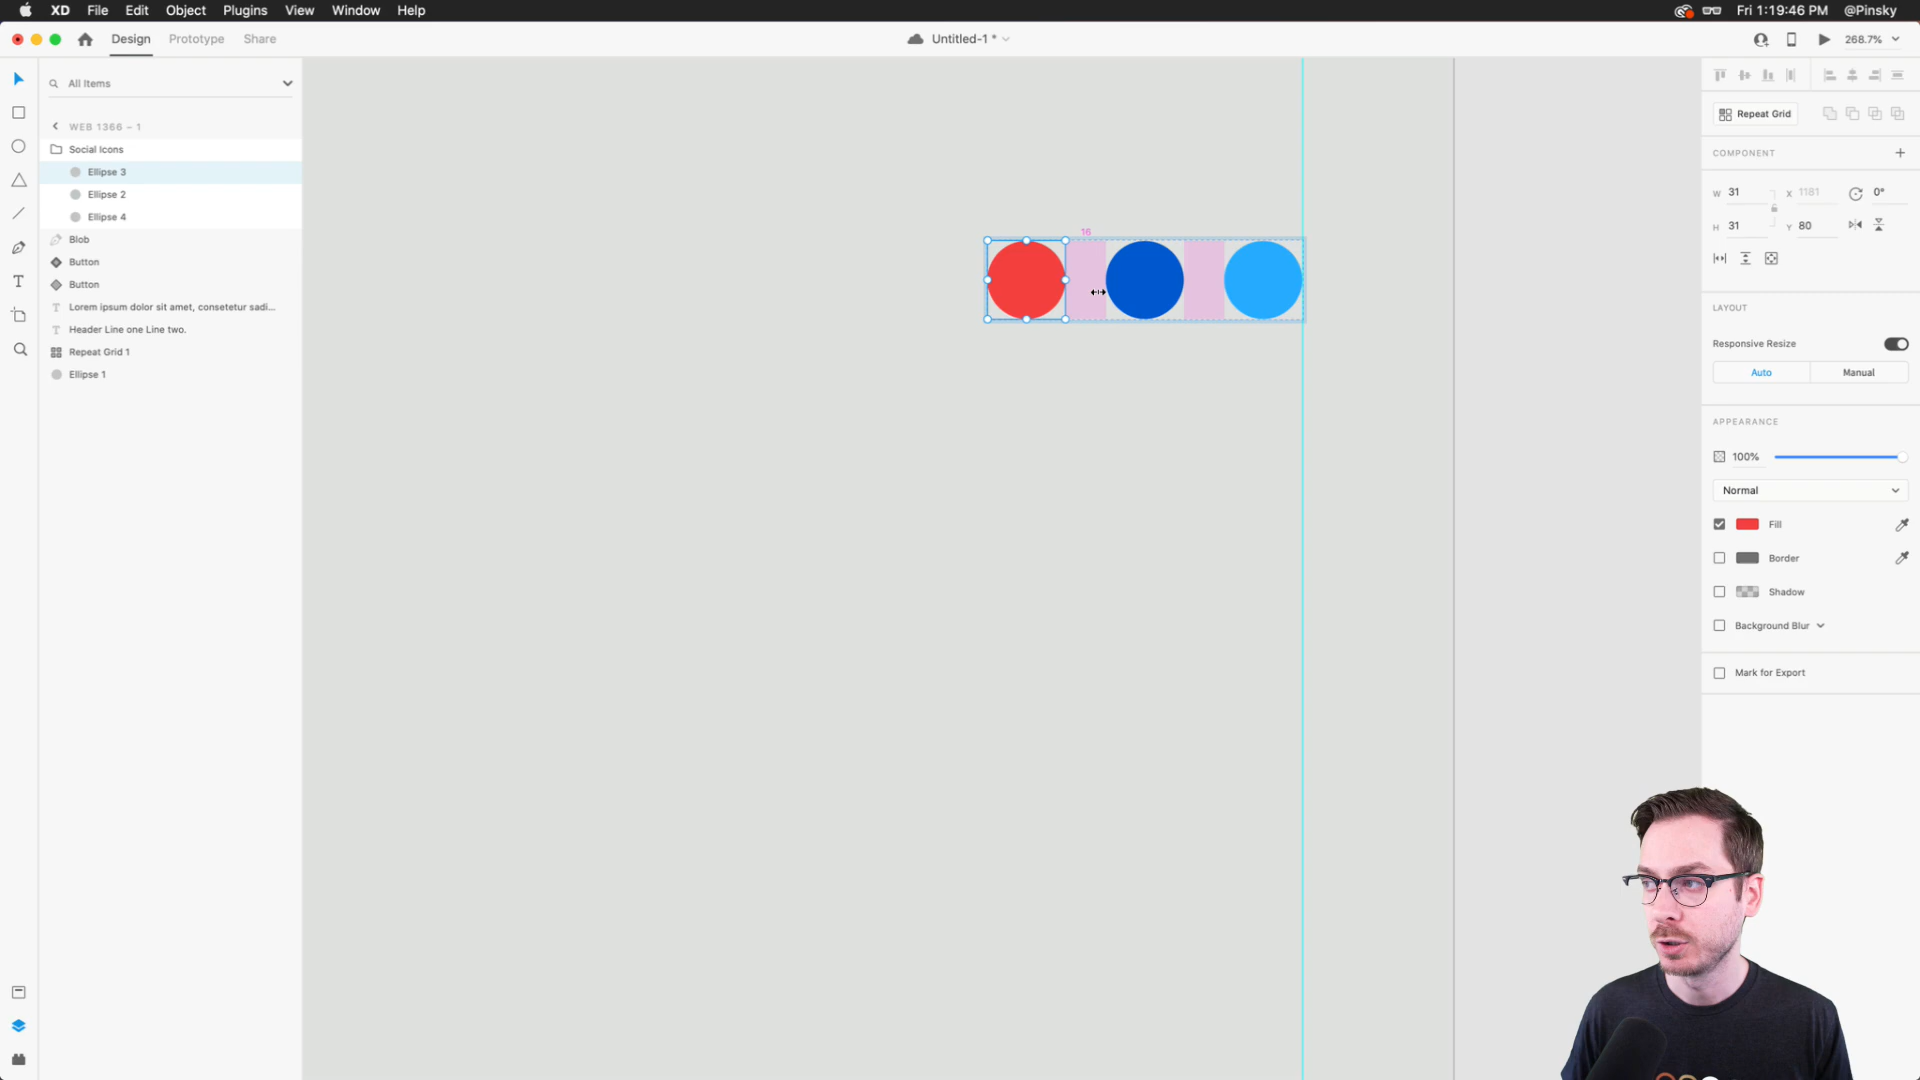 XD File Edit Object Plugins View Window Help
Fri 1:19:46 PM @Pinsky
Design Prototype Share
Untitled-1 *
268.7%
All Items
WEB 1366 – 1
Social Icons
Ellipse 3
Ellipse 2
Ellipse 4
Blob
Button
Button
Lorem ipsum dolor sit amet, consetetur sadi...
Header Line one Line two.
Repeat Grid 1
Ellipse 1
16
Repeat Grid
COMPONENT
W 31 X 1181 0°
H 31 Y 80
LAYOUT
Responsive Resize
Auto Manual
APPEARANCE
100%
Normal
Fill
Border
Shadow
Background Blur
Mark for Export